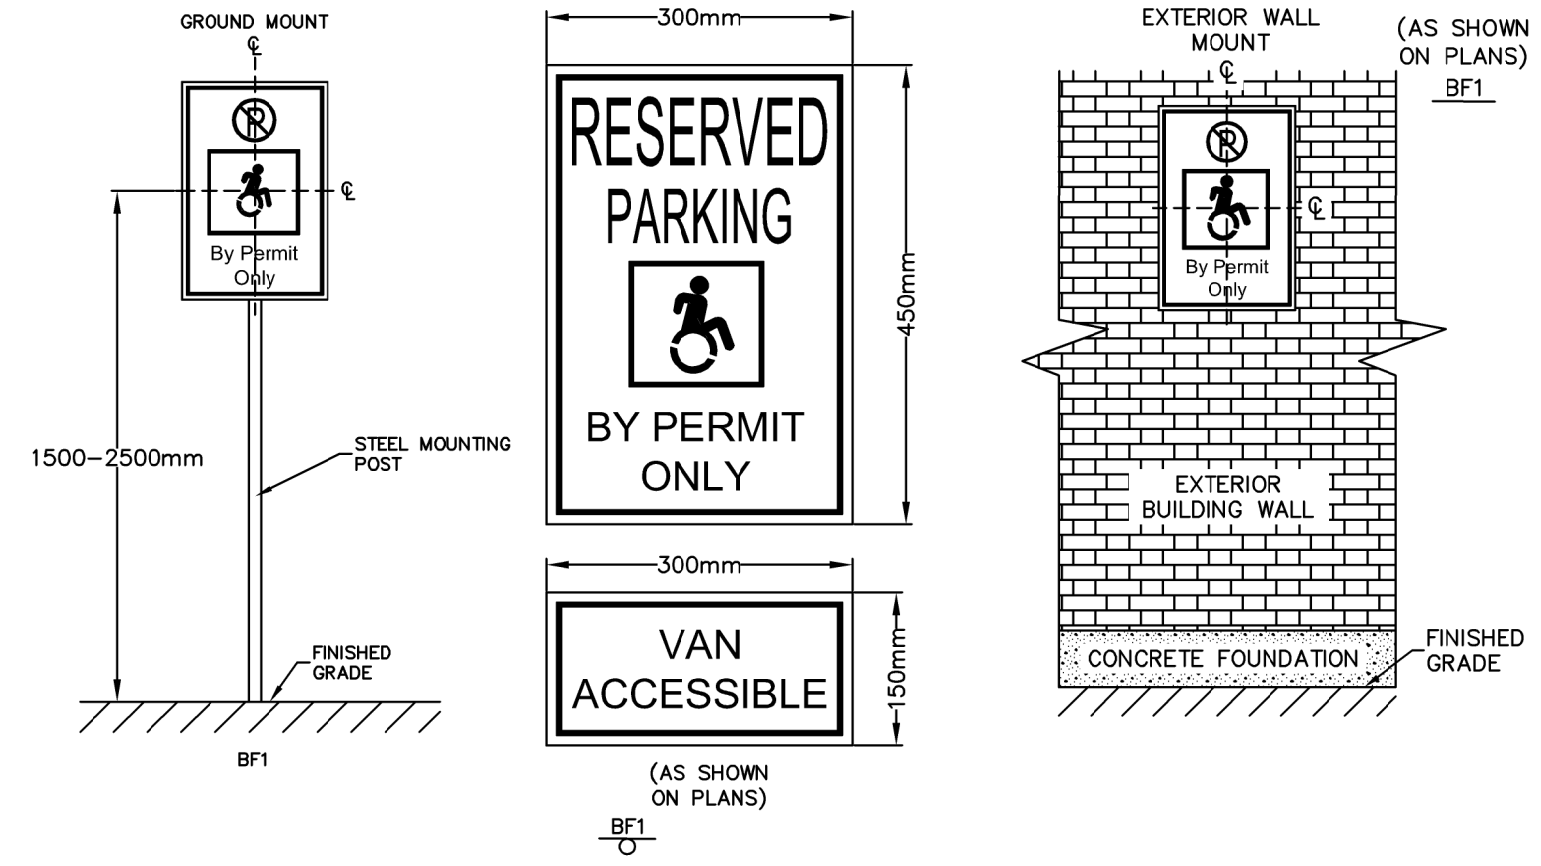 GROUND MOUNT
℄
P
℄
By Permit
Only
1500-2500mm
STEEL MOUNTING
POST
FINISHED
GRADE
BF1
300mm
RESERVED
PARKING
BY PERMIT
ONLY
450mm
300mm
VAN
ACCESSIBLE
150mm
(AS SHOWN
ON PLANS)
BF1
EXTERIOR WALL
MOUNT
℄
(AS SHOWN
ON PLANS)
BF1
P
℄
By Permit
Only
EXTERIOR
BUILDING WALL
CONCRETE FOUNDATION
FINISHED
GRADE